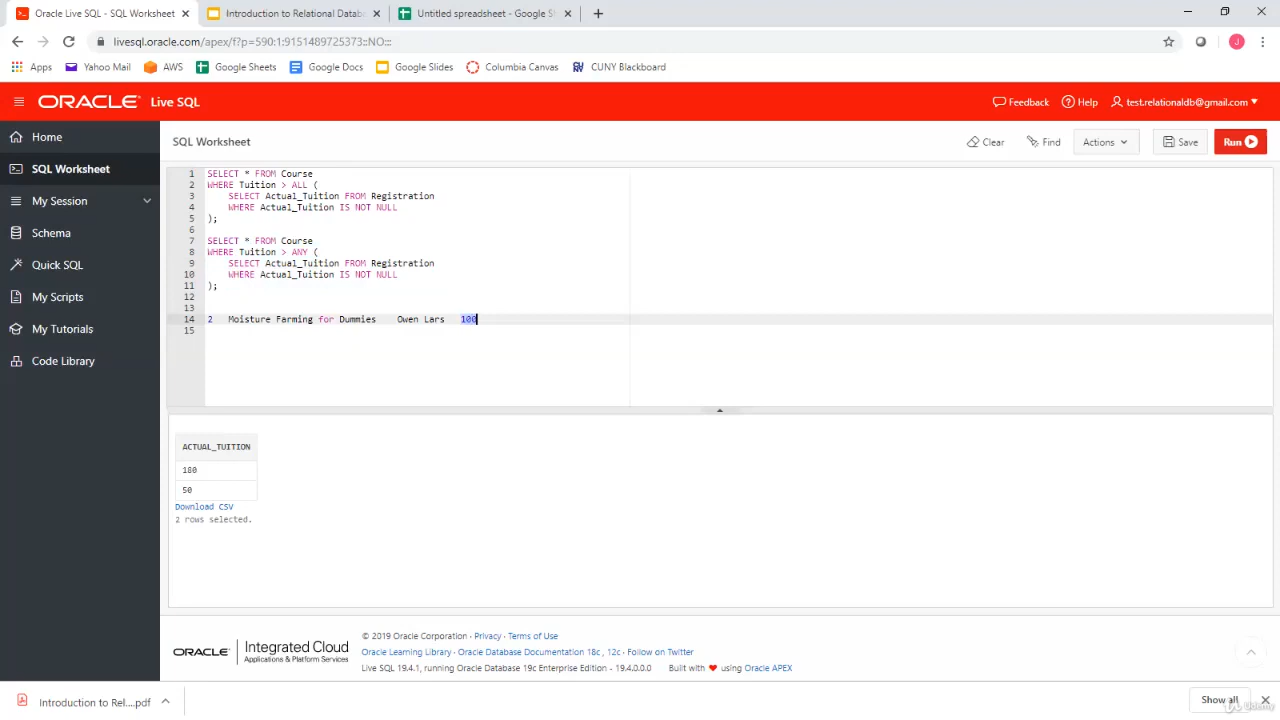 Oracle Live SQL - SQL Worksheet
Introduction to Relational Datab
Untitled spreadsheet - Google Sh
livesql.oracle.com/apex/f?p=590:1:9151489725373::NO:::
Apps Yahoo Mail AWS Google Sheets Google Docs Google Slides Columbia Canvas CUNY Blackboard
ORACLE Live SQL
Feedback Help test.relationaldb@gmail.com
Home
SQL Worksheet
My Session
Schema
Quick SQL
My Scripts
My Tutorials
Code Library
SQL Worksheet
Clear Find Actions Save Run
1 SELECT * FROM Course
2 WHERE Tuition > ALL (
3 SELECT Actual_Tuition FROM Registration
4 WHERE Actual_Tuition IS NOT NULL
5 );
6
7 SELECT * FROM Course
8 WHERE Tuition > ANY (
9 SELECT Actual_Tuition FROM Registration
10 WHERE Actual_Tuition IS NOT NULL
11 );
12
13
14 2 Moisture Farming for Dummies Owen Lars 100
15
ACTUAL_TUITION
180
50
Download CSV
2 rows selected.
ORACLE Integrated Cloud
Applications & Platform Services
© 2019 Oracle Corporation · Privacy · Terms of Use
Oracle Learning Library · Oracle Database Documentation 18c, 12c · Follow on Twitter
Live SQL 19.4.1, running Oracle Database 19c Enterprise Edition - 19.4.0.0.0 Built with ❤ using Oracle APEX
Introduction to Rel....pdf
Show all
Udemy